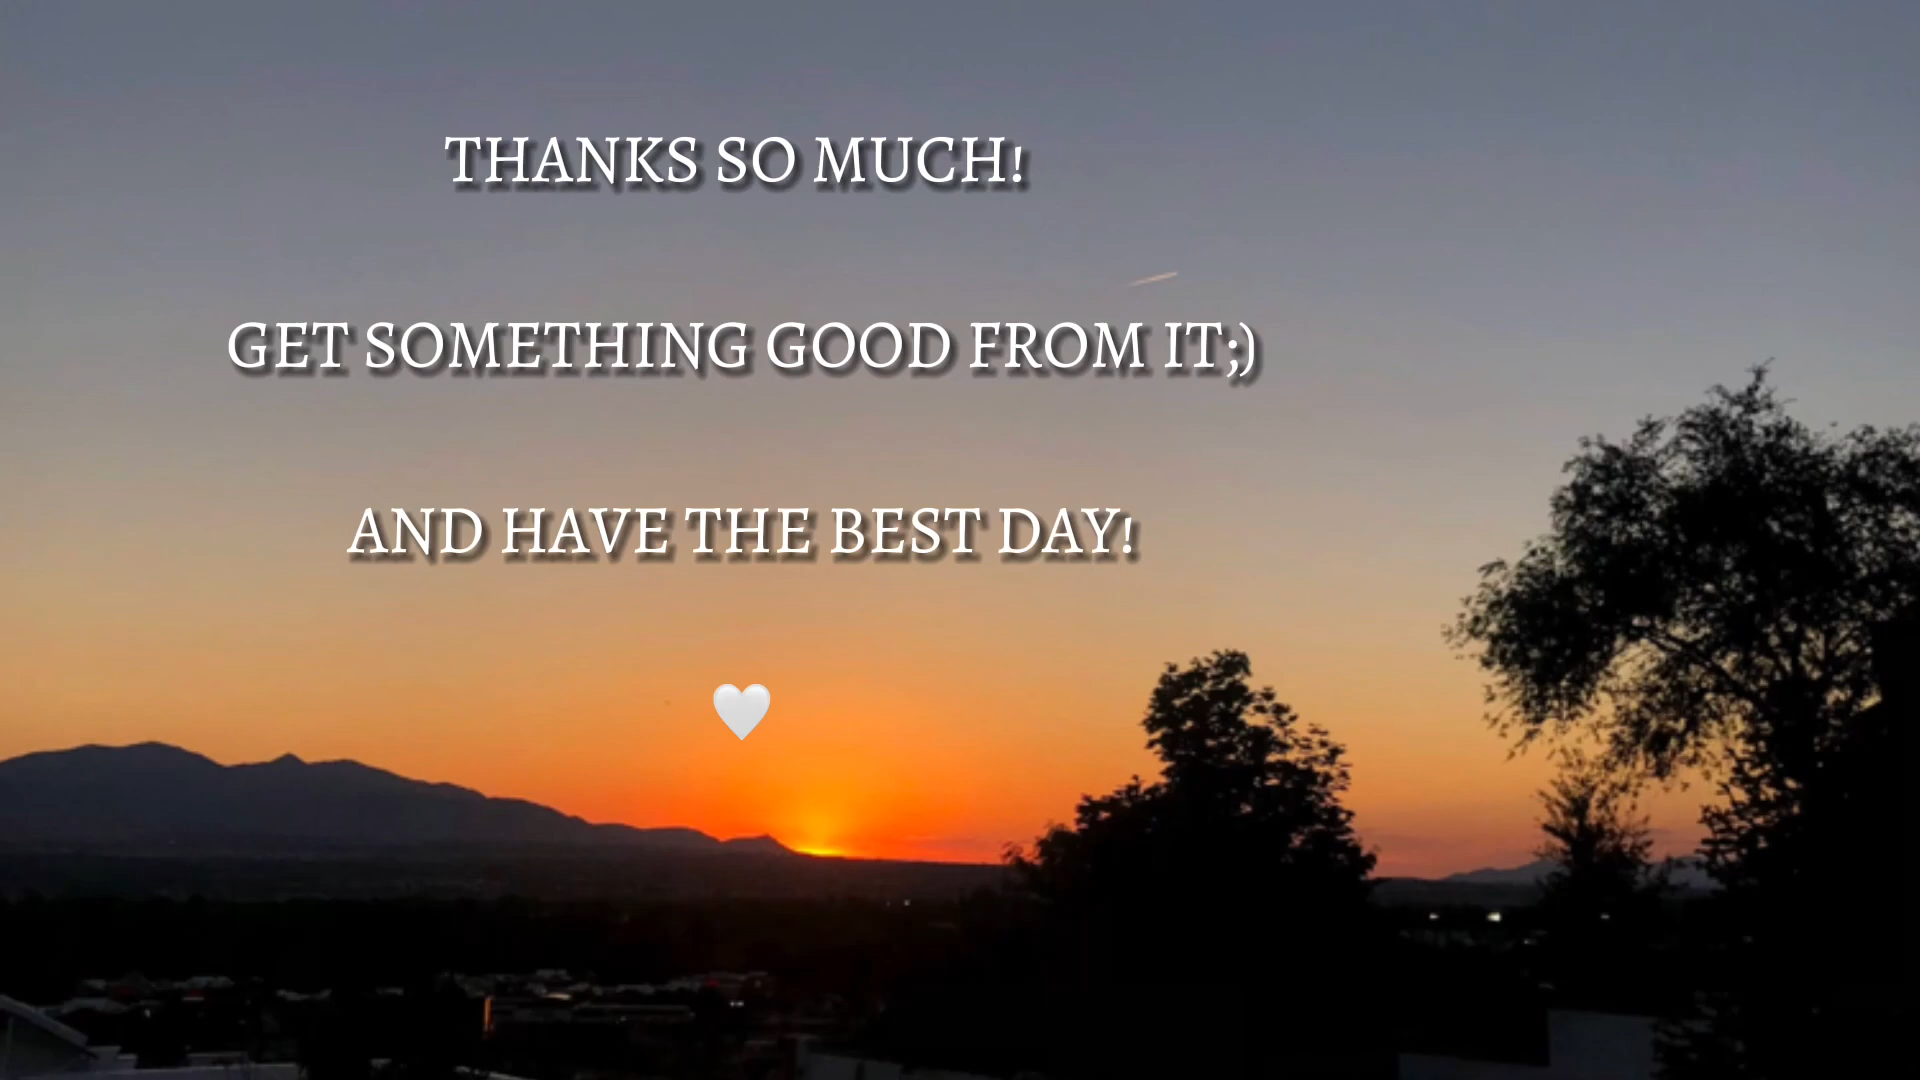 THANKS SO MUCH!
GET SOMETHING GOOD FROM IT;)
AND HAVE THE BEST DAY!
🤍